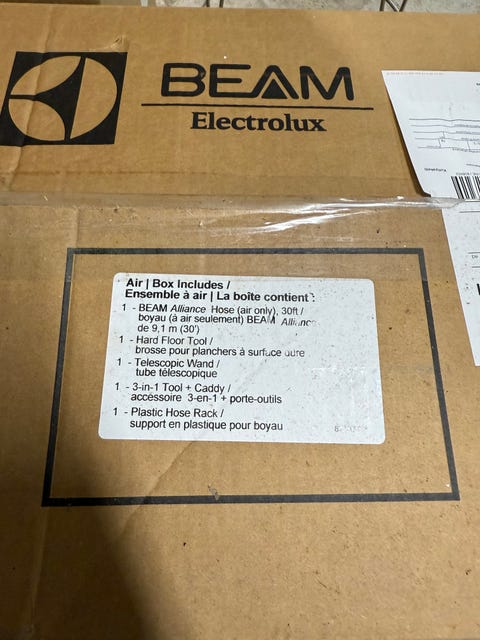 BEAM
Electrolux
Air | Box Includes /
Ensemble à air | La boîte contient :
1 - BEAM Alliance Hose (air only), 30ft /
boyau (à air seulement) BEAM Alliance
de 9,1 m (30')
1 - Hard Floor Tool /
brosse pour planchers à surface dure
1 - Telescopic Wand /
tube télescopique
1 - 3-in-1 Tool + Caddy /
accessoire 3-en-1 + porte-outils
1 - Plastic Hose Rack /
support en plastique pour boyau